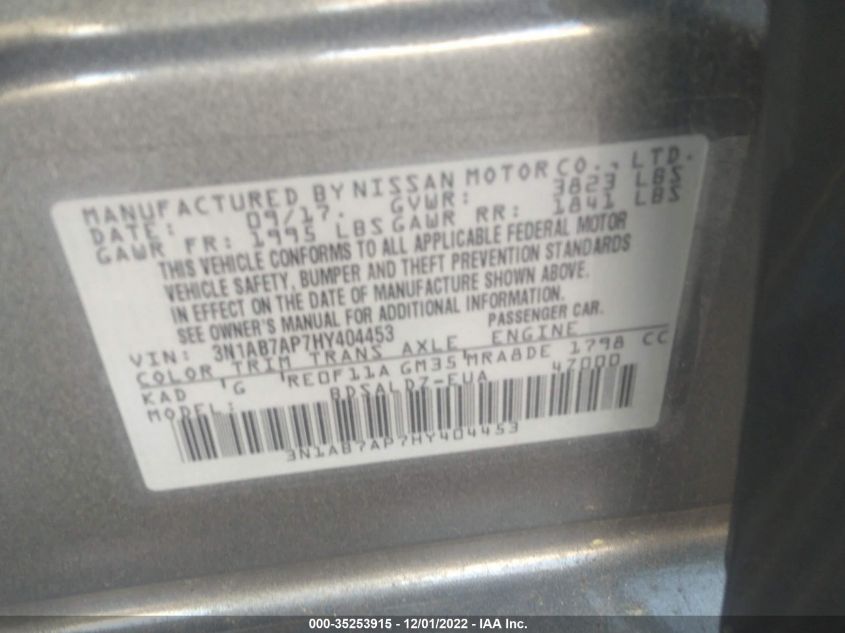 MANUFACTURED BY NISSAN MOTOR CO., LTD.
DATE: 09/17. GVWR: 3823 LBS
GAWR FR: 1995 LBS GAWR RR: 1841 LBS
THIS VEHICLE CONFORMS TO ALL APPLICABLE FEDERAL MOTOR
VEHICLE SAFETY, BUMPER AND THEFT PREVENTION STANDARDS
IN EFFECT ON THE DATE OF MANUFACTURE SHOWN ABOVE.
SEE OWNER'S MANUAL FOR ADDITIONAL INFORMATION.
VIN: 3N1AB7AP7HY404453 PASSENGER CAR.
COLOR TRIM TRANS AXLE ENGINE
KAD G RE0F11A GM35 MRA8DE 1798 CC
MODEL: BDSALDZ-EUA 47000
3N1AB7AP7HY404453
000-35253915 - 12/01/2022 - IAA Inc.